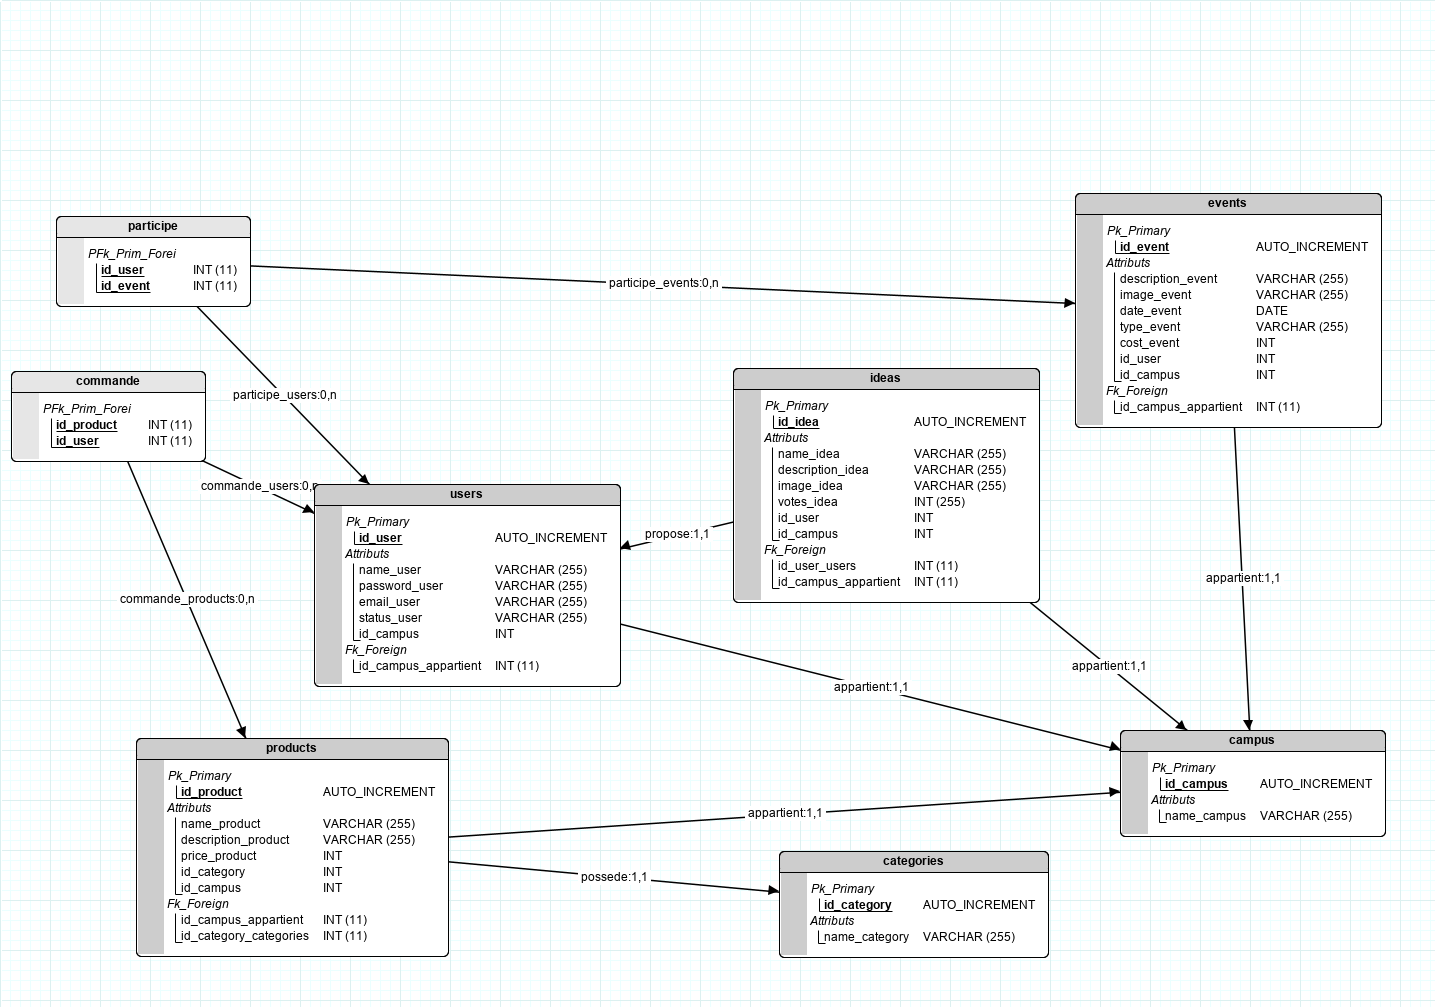 participe
PFk_Prim_Forei
id_user INT (11)
id_event INT (11)
participe_events:0,n
participe_users:0,n
events
Pk_Primary
id_event AUTO_INCREMENT
Attributs
description_event VARCHAR (255)
image_event VARCHAR (255)
date_event DATE
type_event VARCHAR (255)
cost_event INT
id_user INT
id_campus INT
Fk_Foreign
id_campus_appartient INT (11)
commande
PFk_Prim_Forei
id_product INT (11)
id_user INT (11)
commande_users:0,n
commande_products:0,n
ideas
Pk_Primary
id_idea AUTO_INCREMENT
Attributs
name_idea VARCHAR (255)
description_idea VARCHAR (255)
image_idea VARCHAR (255)
votes_idea INT (255)
id_user INT
id_campus INT
Fk_Foreign
id_user_users INT (11)
id_campus_appartient INT (11)
users
Pk_Primary
id_user AUTO_INCREMENT
Attributs
name_user VARCHAR (255)
password_user VARCHAR (255)
email_user VARCHAR (255)
status_user VARCHAR (255)
id_campus INT
Fk_Foreign
id_campus_appartient INT (11)
propose:1,1
appartient:1,1
appartient:1,1
appartient:1,1
products
Pk_Primary
id_product AUTO_INCREMENT
Attributs
name_product VARCHAR (255)
description_product VARCHAR (255)
price_product INT
id_category INT
id_campus INT
Fk_Foreign
id_campus_appartient INT (11)
id_category_categories INT (11)
appartient:1,1
possede:1,1
campus
Pk_Primary
id_campus AUTO_INCREMENT
Attributs
name_campus VARCHAR (255)
categories
Pk_Primary
id_category AUTO_INCREMENT
Attributs
name_category VARCHAR (255)